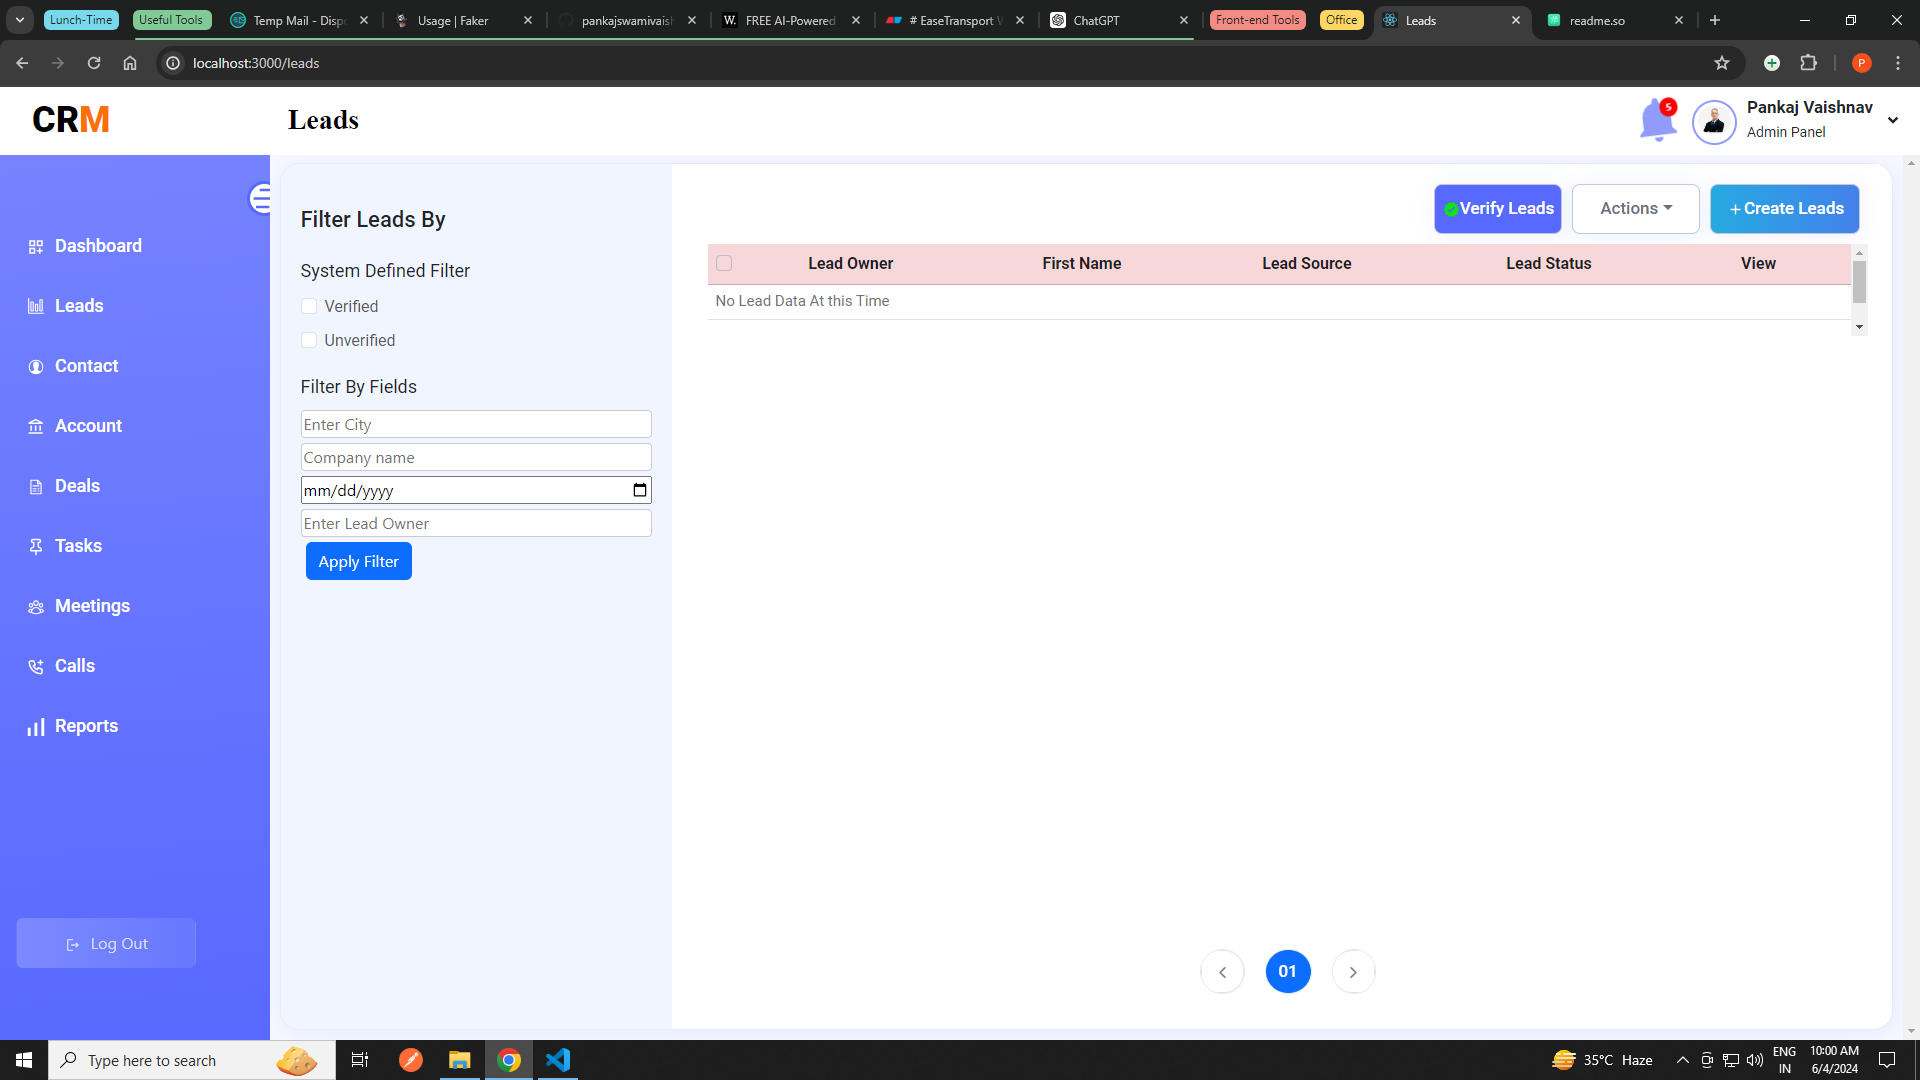 Lunch-Time
Useful Tools
Temp Mail - Dispo
Usage | Faker
pankajswamivaish
FREE AI-Powered
# EaseTransport W
ChatGPT
Front-end Tools
Office
Leads
readme.so
localhost:3000/leads
P
CRM
Leads
5
Pankaj Vaishnav
Admin Panel
Dashboard
Leads
Contact
Account
Deals
Tasks
Meetings
Calls
Reports
Log Out
Filter Leads By
System Defined Filter
Verified
Unverified
Filter By Fields
Enter City
Company name
mm/dd/yyyy
Enter Lead Owner
Apply Filter
Verify Leads
Actions
+Create Leads
Lead Owner First Name Lead Source Lead Status View
No Lead Data At this Time
01
Type here to search
35°C Haze
ENG
IN
10:00 AM
6/4/2024